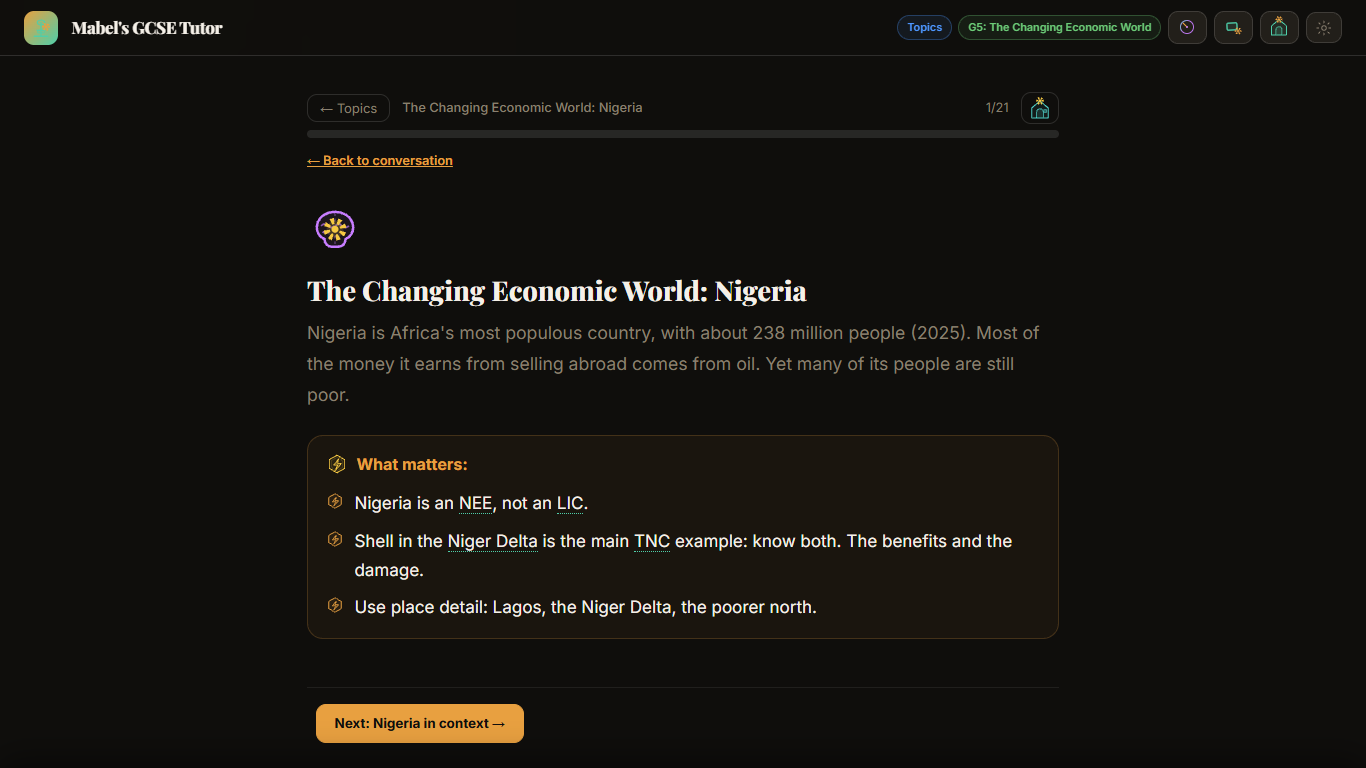 Mabel's GCSE Tutor
Topics
G5: The Changing Economic World
← Topics
The Changing Economic World: Nigeria
1/21
← Back to conversation
The Changing Economic World: Nigeria
Nigeria is Africa's most populous country, with about 238 million people (2025). Most of
the money it earns from selling abroad comes from oil. Yet many of its people are still
poor.
What matters:
Nigeria is an NEE, not an LIC.
Shell in the Niger Delta is the main TNC example: know both. The benefits and the
damage.
Use place detail: Lagos, the Niger Delta, the poorer north.
Next: Nigeria in context →